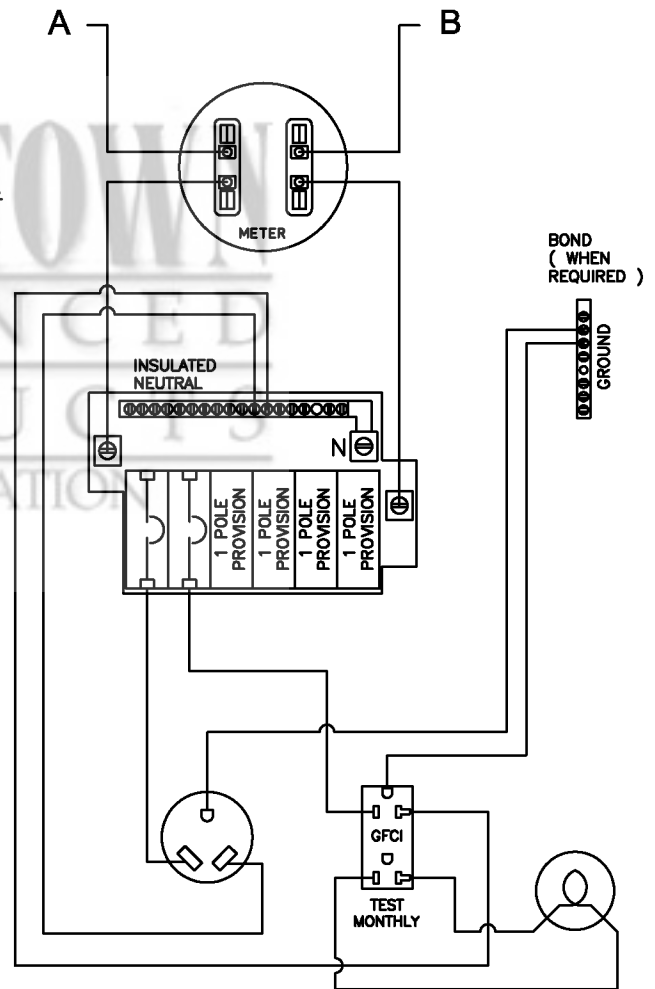 A
B
METER
BOND
( WHEN
REQUIRED )
GROUND
INSULATED
NEUTRAL
N
1 POLE
PROVISION
1 POLE
PROVISION
1 POLE
PROVISION
1 POLE
PROVISION
GFCI
TEST
MONTHLY